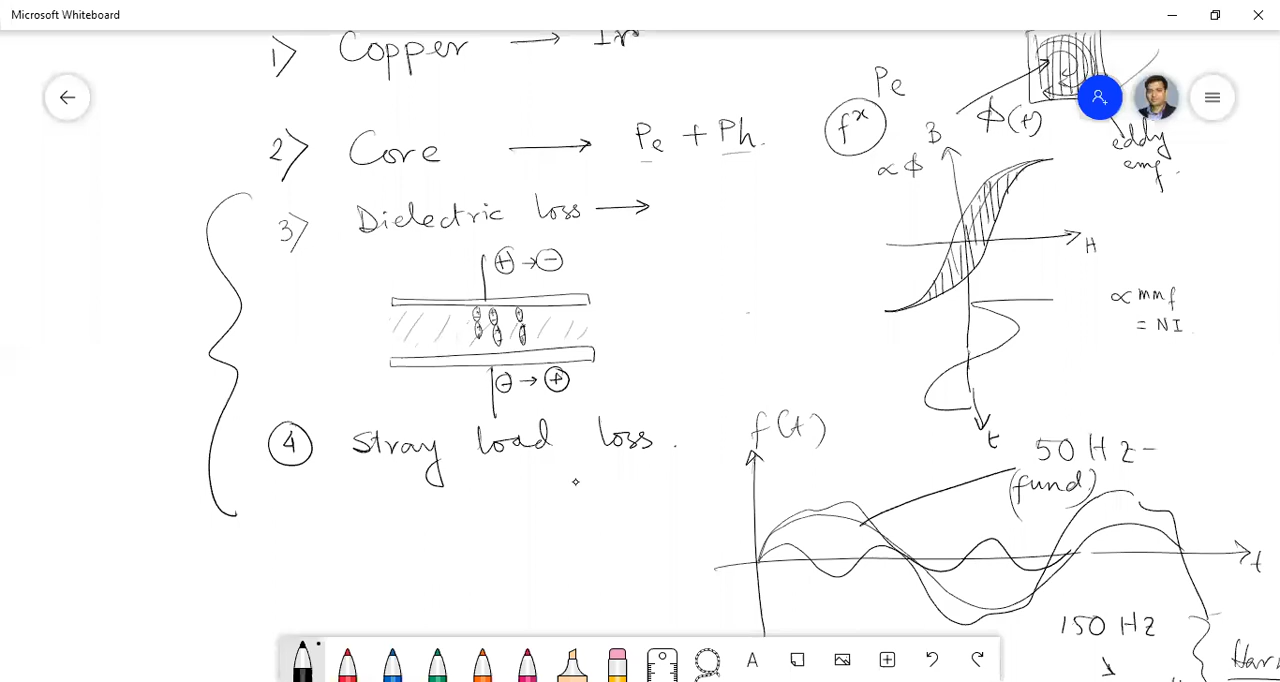 Microsoft Whiteboard
1) Copper →
2) Core → Pe + Ph.
3) Dielectric loss →
+ → -
- → +
4 Stray load loss.
Pe
f^x
B
∝ ϕ
ϕ(t)
eddy
emf.
H
∝ mmf
= NI
t
f(t)
50 Hz-
(fund)
t
150 Hz
A